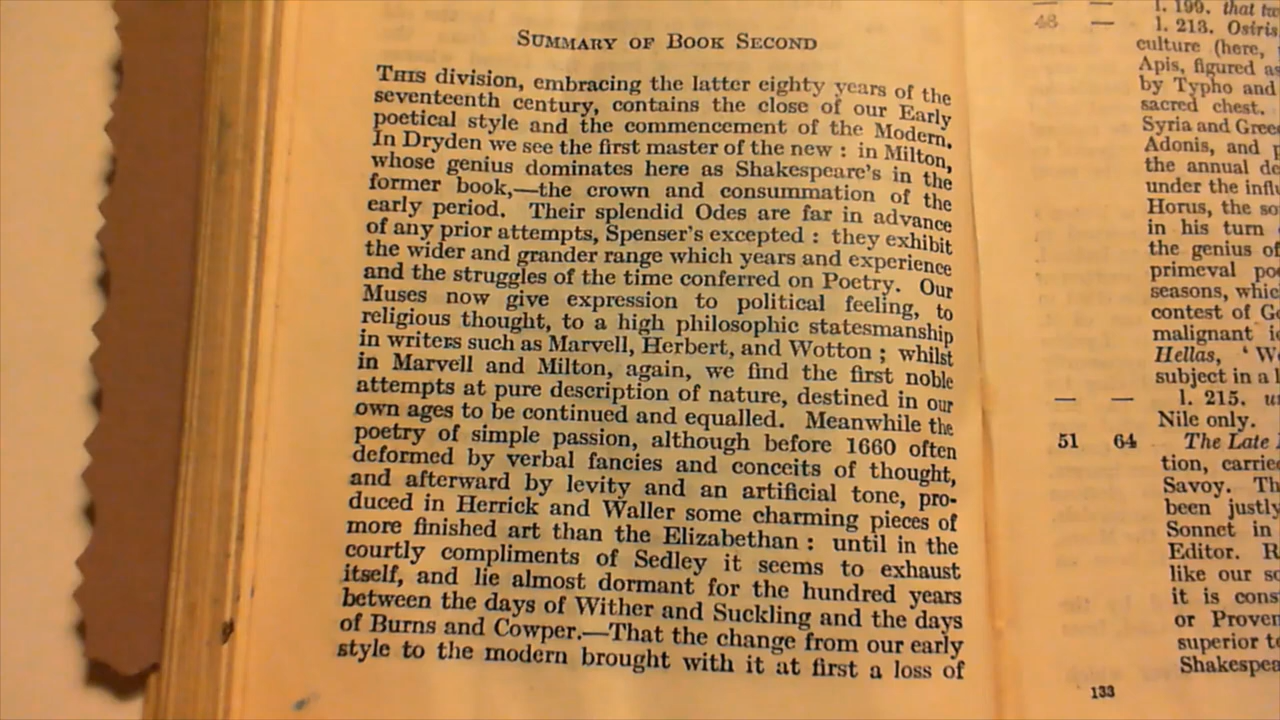 SUMMARY OF BOOK SECOND
THIS division, embracing the latter eighty years of the
seventeenth century, contains the close of our Early
poetical style and the commencement of the Modern.
In Dryden we see the first master of the new : in Milton,
whose genius dominates here as Shakespeare's in the
former book,—the crown and consummation of the
early period. Their splendid Odes are far in advance
of any prior attempts, Spenser's excepted : they exhibit
the wider and grander range which years and experience
and the struggles of the time conferred on Poetry. Our
Muses now give expression to political feeling, to
religious thought, to a high philosophic statesmanship
in writers such as Marvell, Herbert, and Wotton ; whilst
in Marvell and Milton, again, we find the first noble
attempts at pure description of nature, destined in our
own ages to be continued and equalled. Meanwhile the
poetry of simple passion, although before 1660 often
deformed by verbal fancies and conceits of thought,
and afterward by levity and an artificial tone, pro-
duced in Herrick and Waller some charming pieces of
more finished art than the Elizabethan : until in the
courtly compliments of Sedley it seems to exhaust
itself, and lie almost dormant for the hundred years
between the days of Wither and Suckling and the days
of Burns and Cowper.—That the change from our early
style to the modern brought with it at first a loss of
l. 199. that
48 — l. 213. Osiris
culture (here,
Apis, figured as
by Typho and
sacred chest.
Syria and
Adonis, and
the annual
under the
Horus, the
in his turn
the genius of
primeval
seasons,
contest of
malignant
Hellas, ‘
subject in a
— — l. 215.
Nile only.
51 64 The Late
tion,
Savoy.
been justly
Sonnet in
Editor.
like our
it is
or
superior to
133